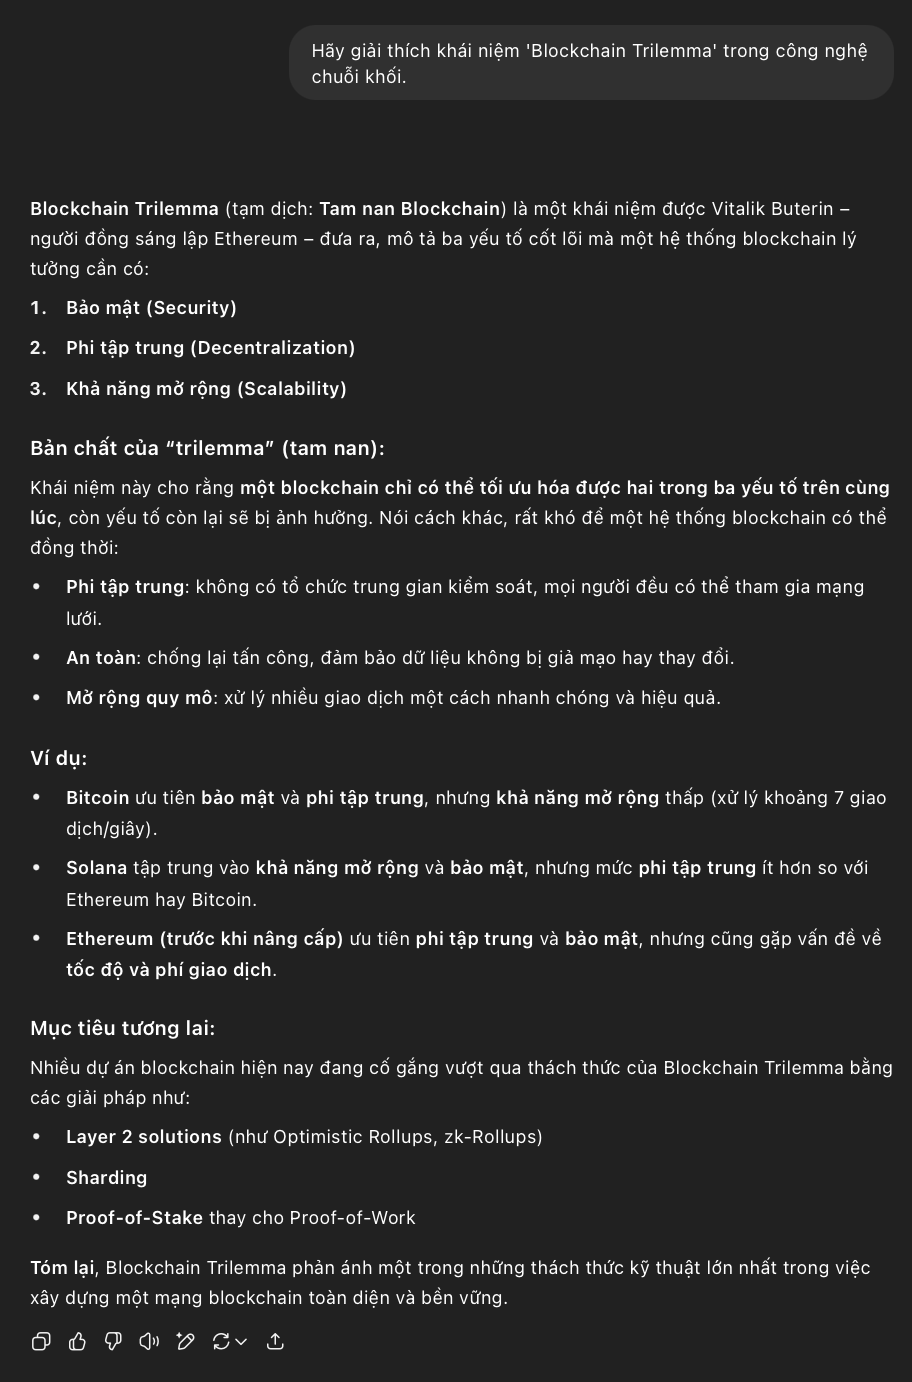 Hãy giải thích khái niệm 'Blockchain Trilemma' trong công nghệ
chuỗi khối.
Blockchain Trilemma (tạm dịch: Tam nan Blockchain) là một khái niệm được Vitalik Buterin –
người đồng sáng lập Ethereum – đưa ra, mô tả ba yếu tố cốt lõi mà một hệ thống blockchain lý
tưởng cần có:
1. Bảo mật (Security)
2. Phi tập trung (Decentralization)
3. Khả năng mở rộng (Scalability)
Bản chất của “trilemma” (tam nan):
Khái niệm này cho rằng một blockchain chỉ có thể tối ưu hóa được hai trong ba yếu tố trên cùng
lúc, còn yếu tố còn lại sẽ bị ảnh hưởng. Nói cách khác, rất khó để một hệ thống blockchain có thể
đồng thời:
• Phi tập trung: không có tổ chức trung gian kiểm soát, mọi người đều có thể tham gia mạng
lưới.
• An toàn: chống lại tấn công, đảm bảo dữ liệu không bị giả mạo hay thay đổi.
• Mở rộng quy mô: xử lý nhiều giao dịch một cách nhanh chóng và hiệu quả.
Ví dụ:
• Bitcoin ưu tiên bảo mật và phi tập trung, nhưng khả năng mở rộng thấp (xử lý khoảng 7 giao
dịch/giây).
• Solana tập trung vào khả năng mở rộng và bảo mật, nhưng mức phi tập trung ít hơn so với
Ethereum hay Bitcoin.
• Ethereum (trước khi nâng cấp) ưu tiên phi tập trung và bảo mật, nhưng cũng gặp vấn đề về
tốc độ và phí giao dịch.
Mục tiêu tương lai:
Nhiều dự án blockchain hiện nay đang cố gắng vượt qua thách thức của Blockchain Trilemma bằng
các giải pháp như:
• Layer 2 solutions (như Optimistic Rollups, zk-Rollups)
• Sharding
• Proof-of-Stake thay cho Proof-of-Work
Tóm lại, Blockchain Trilemma phản ánh một trong những thách thức kỹ thuật lớn nhất trong việc
xây dựng một mạng blockchain toàn diện và bền vững.